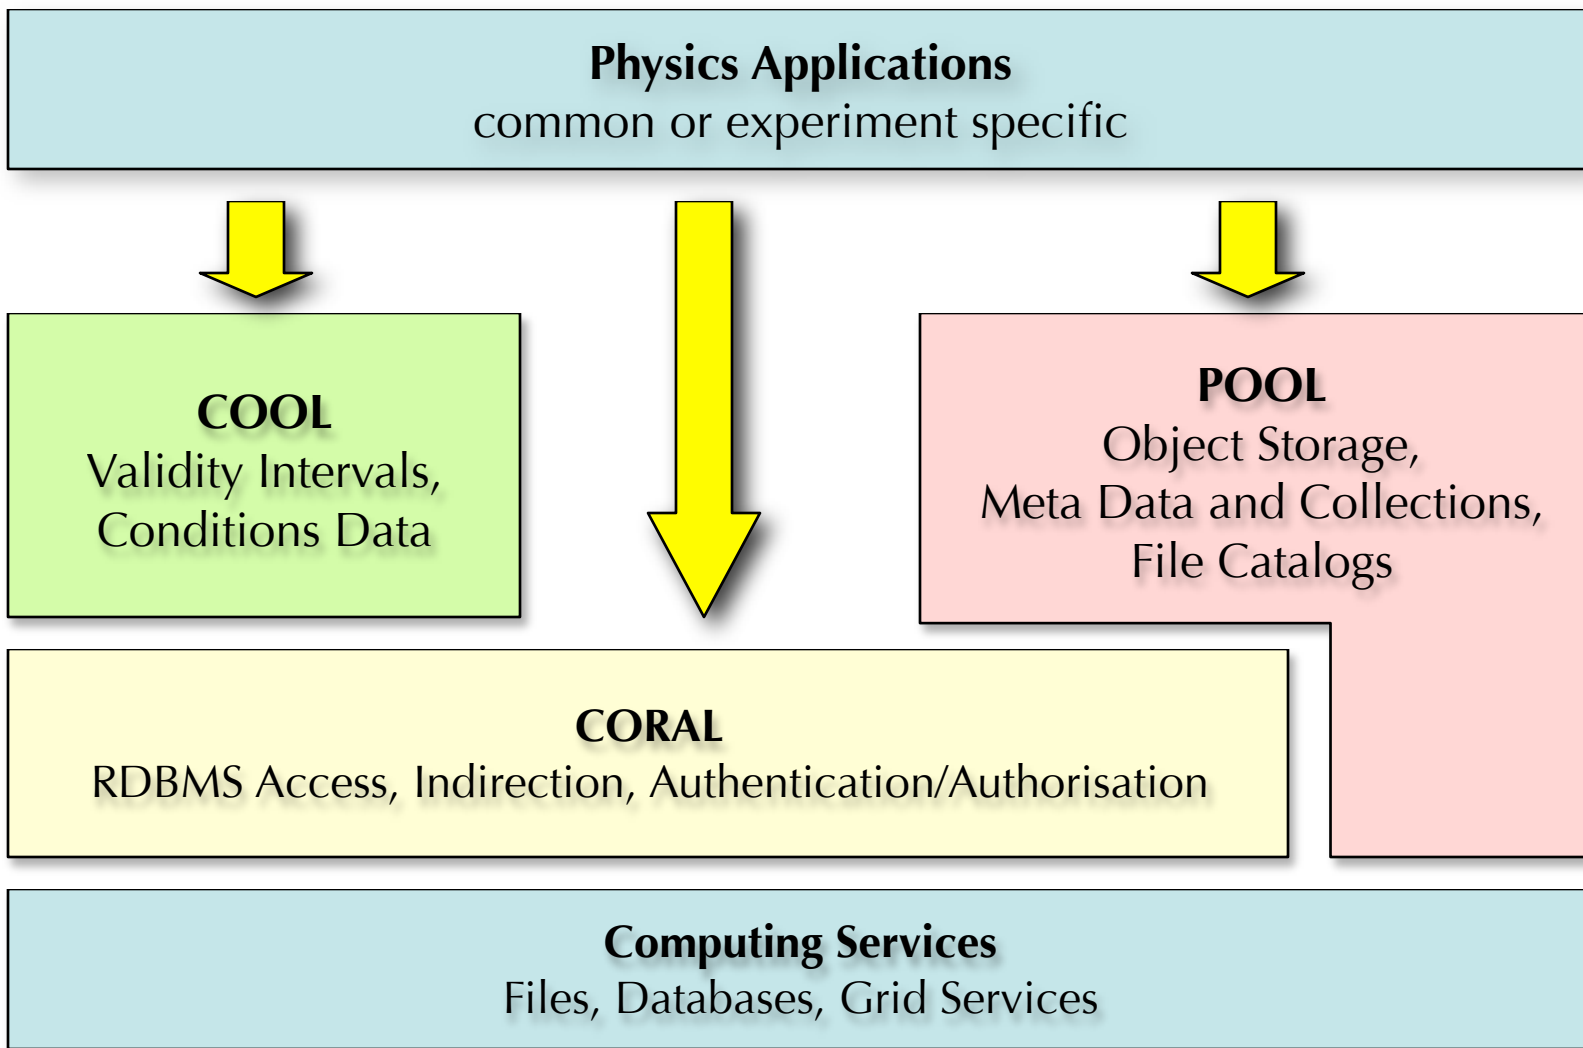 Physics Applications
common or experiment specific
COOL
Validity Intervals,
Conditions Data
POOL
Object Storage,
Meta Data and Collections,
File Catalogs
CORAL
RDBMS Access, Indirection, Authentication/Authorisation
Computing Services
Files, Databases, Grid Services